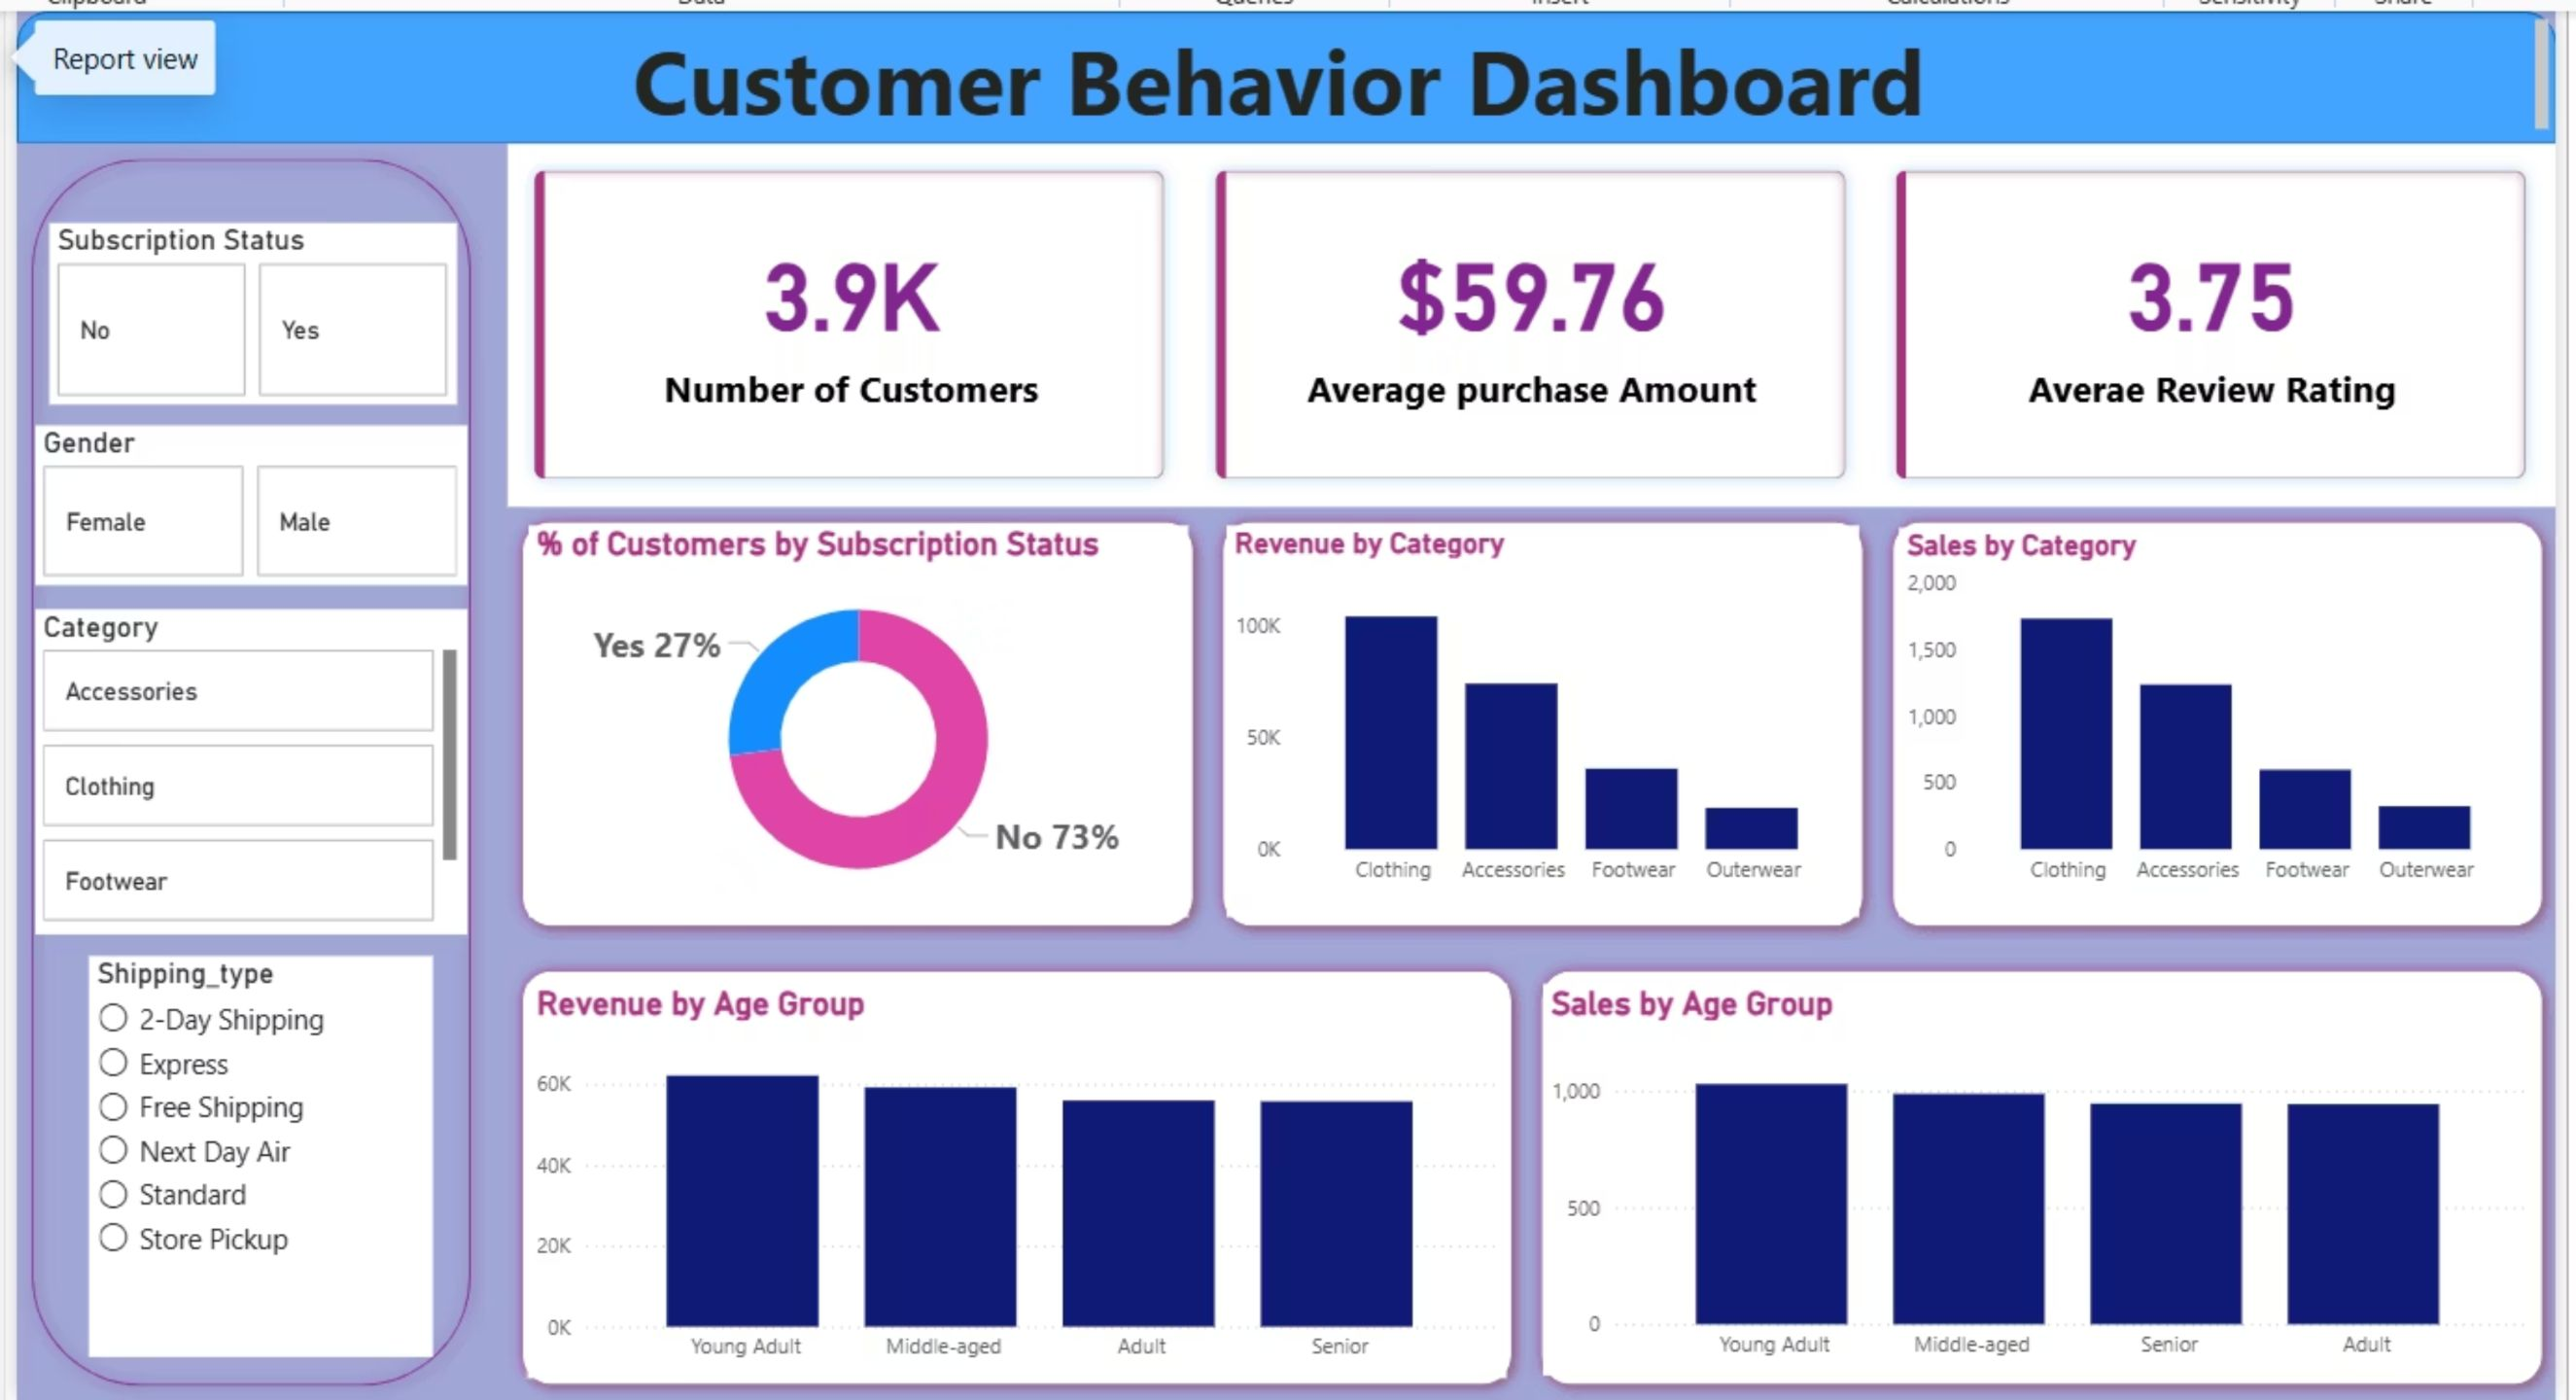 Report view
Customer Behavior Dashboard
Subscription Status
No
Yes
Gender
Female
Male
Category
Accessories
Clothing
Footwear
Shipping_type
2-Day Shipping
Express
Free Shipping
Next Day Air
Standard
Store Pickup
3.9K
Number of Customers
$59.76
Average purchase Amount
3.75
Averae Review Rating
% of Customers by Subscription Status
Yes 27%
No 73%
Revenue by Category
100K
50K
0K
Clothing Accessories Footwear Outerwear
Sales by Category
2,000
1,500
1,000
500
0
Clothing Accessories Footwear Outerwear
Revenue by Age Group
60K
40K
20K
0K
Young Adult Middle-aged Adult Senior
Sales by Age Group
1,000
500
0
Young Adult Middle-aged Senior Adult